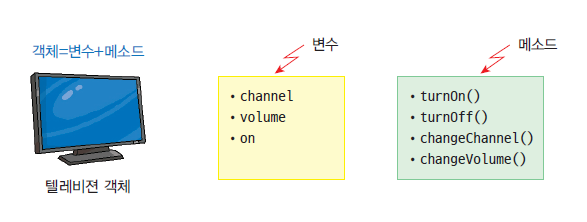 객체=변수+메소드
텔레비젼 객체
변수
• channel
• volume
• on
메소드
• turnOn()
• turnOff()
• changeChannel()
• changeVolume()